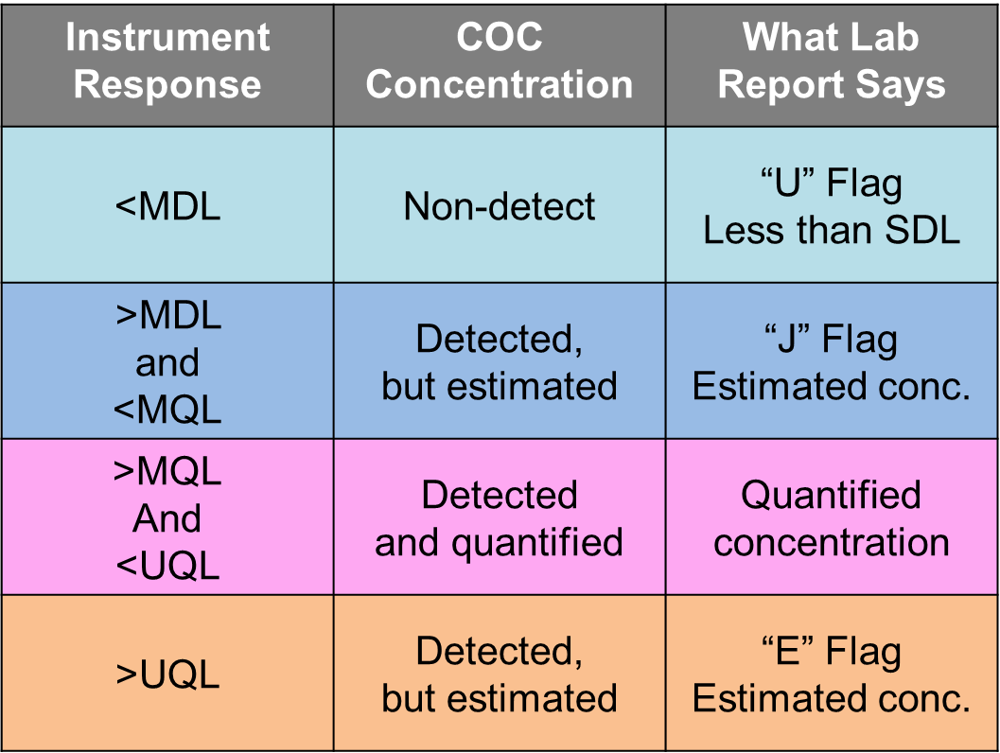 Instrument
Response
COC
Concentration
What Lab
Report Says
<MDL
Non-detect
“U” Flag
Less than SDL
>MDL
and
<MQL
Detected,
but estimated
“J” Flag
Estimated conc.
>MQL
And
<UQL
Detected
and quantified
Quantified
concentration
>UQL
Detected,
but estimated
“E” Flag
Estimated conc.